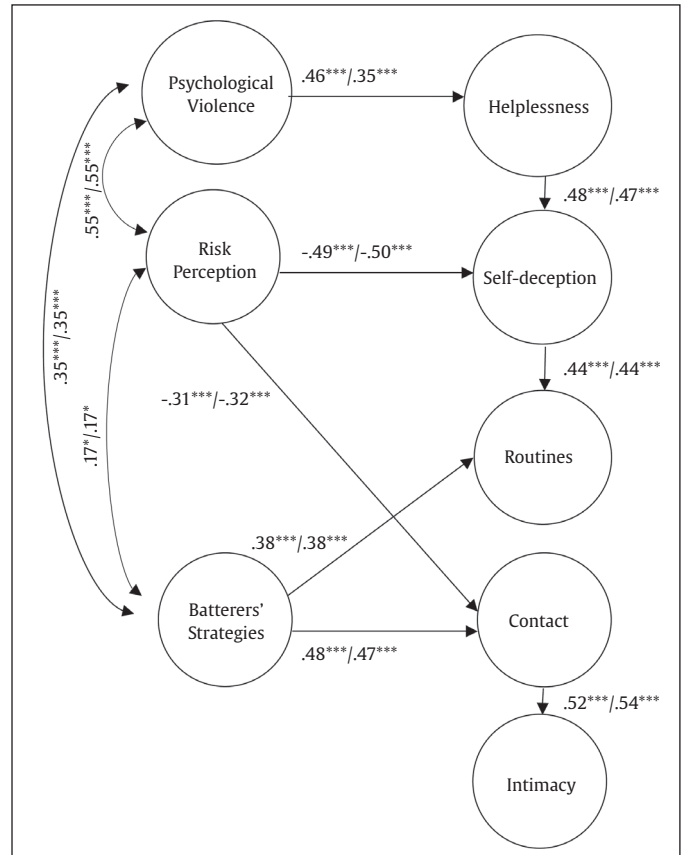 Psychological
Violence
.46***/.35***
Helplessness
.55***/.55***
.48***/.47***
Risk
Perception
-.49***/-.50***
Self-deception
.35***/.35***
.44***/.44***
-.31***/-.32***
.17*/.17*
Routines
.38***/.38***
Batterers'
Strategies
Contact
.48***/.47***
.52***/.54***
Intimacy